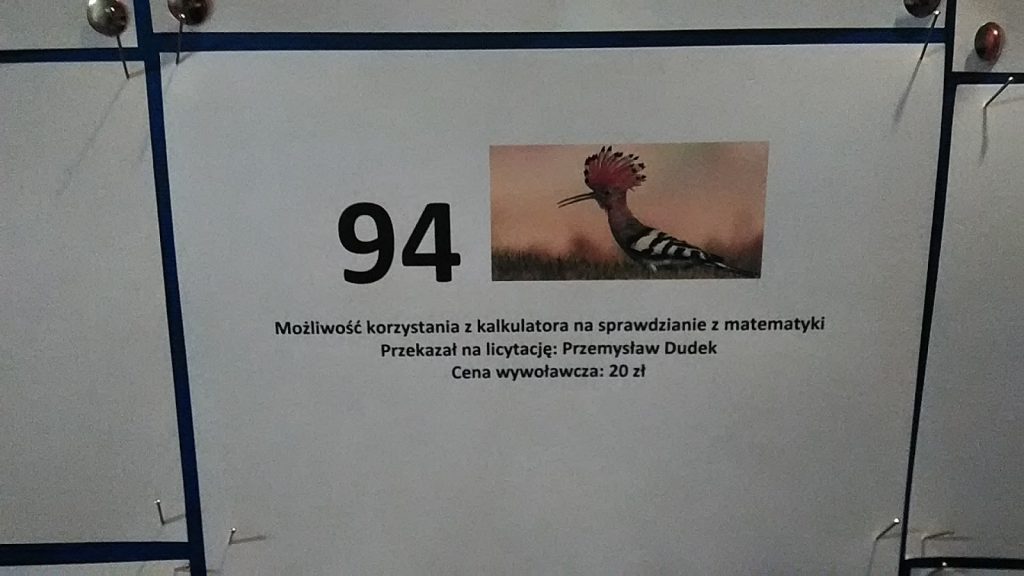 94
Możliwość korzystania z kalkulatora na sprawdzianie z matematyki
Przekazał na licytację: Przemysław Dudek
Cena wywoławcza: 20 zł